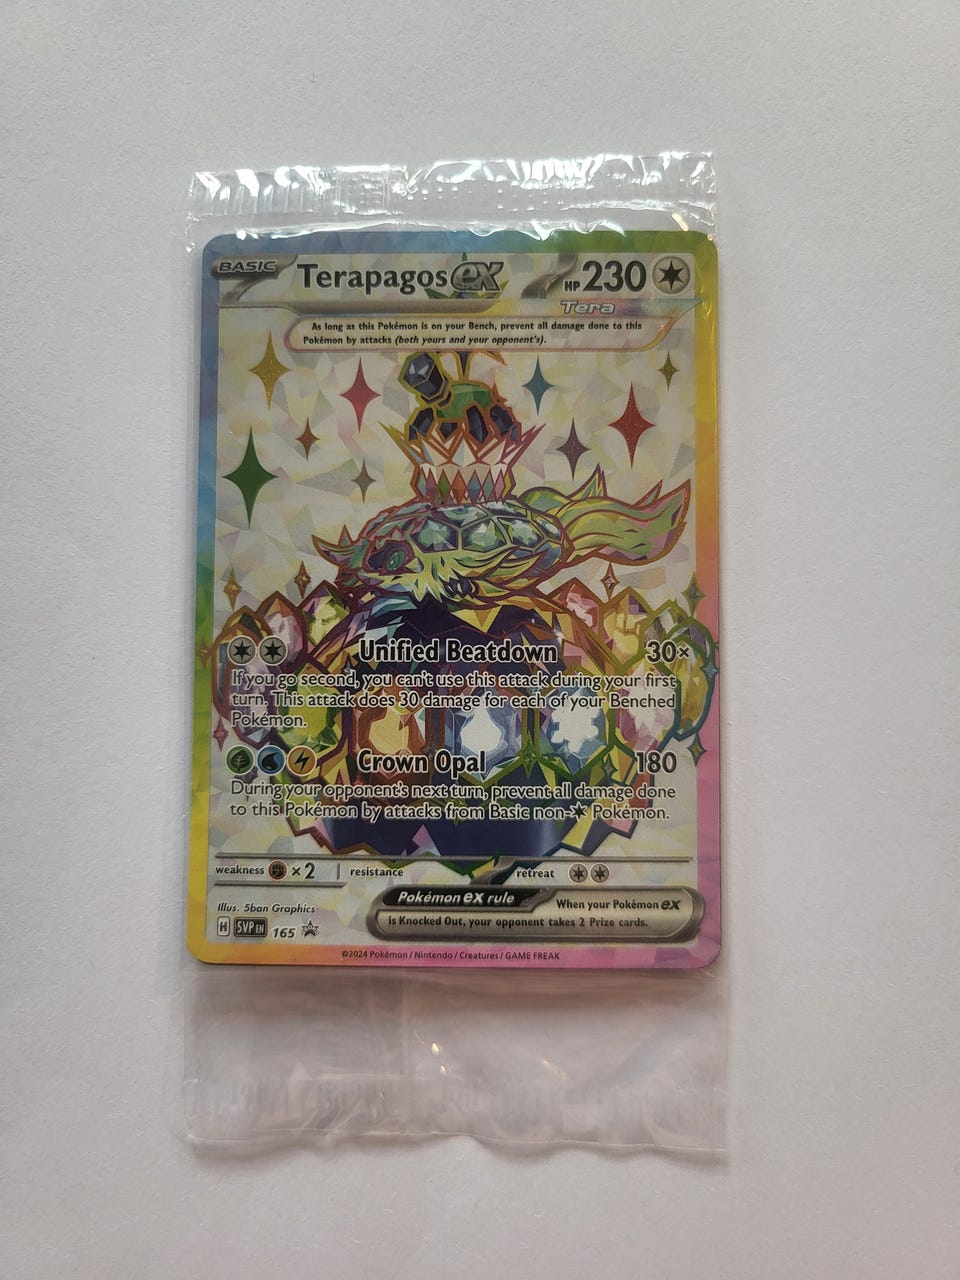 BASIC Terapagos ex HP 230
Tera
As long as this Pokémon is on your Bench, prevent all damage done to this
Pokémon by attacks (both yours and your opponent's).
Unified Beatdown 30×
If you go second, you can't use this attack during your first
turn. This attack does 30 damage for each of your Benched
Pokémon.
Crown Opal 180
During your opponent's next turn, prevent all damage done
to this Pokémon by attacks from Basic non- Pokémon.
weakness ×2 resistance retreat
Illus. 5ban Graphics
Pokémon ex rule When your Pokémon ex
is Knocked Out, your opponent takes 2 Prize cards.
H SVP EN 165
©2024 Pokémon / Nintendo / Creatures / GAME FREAK